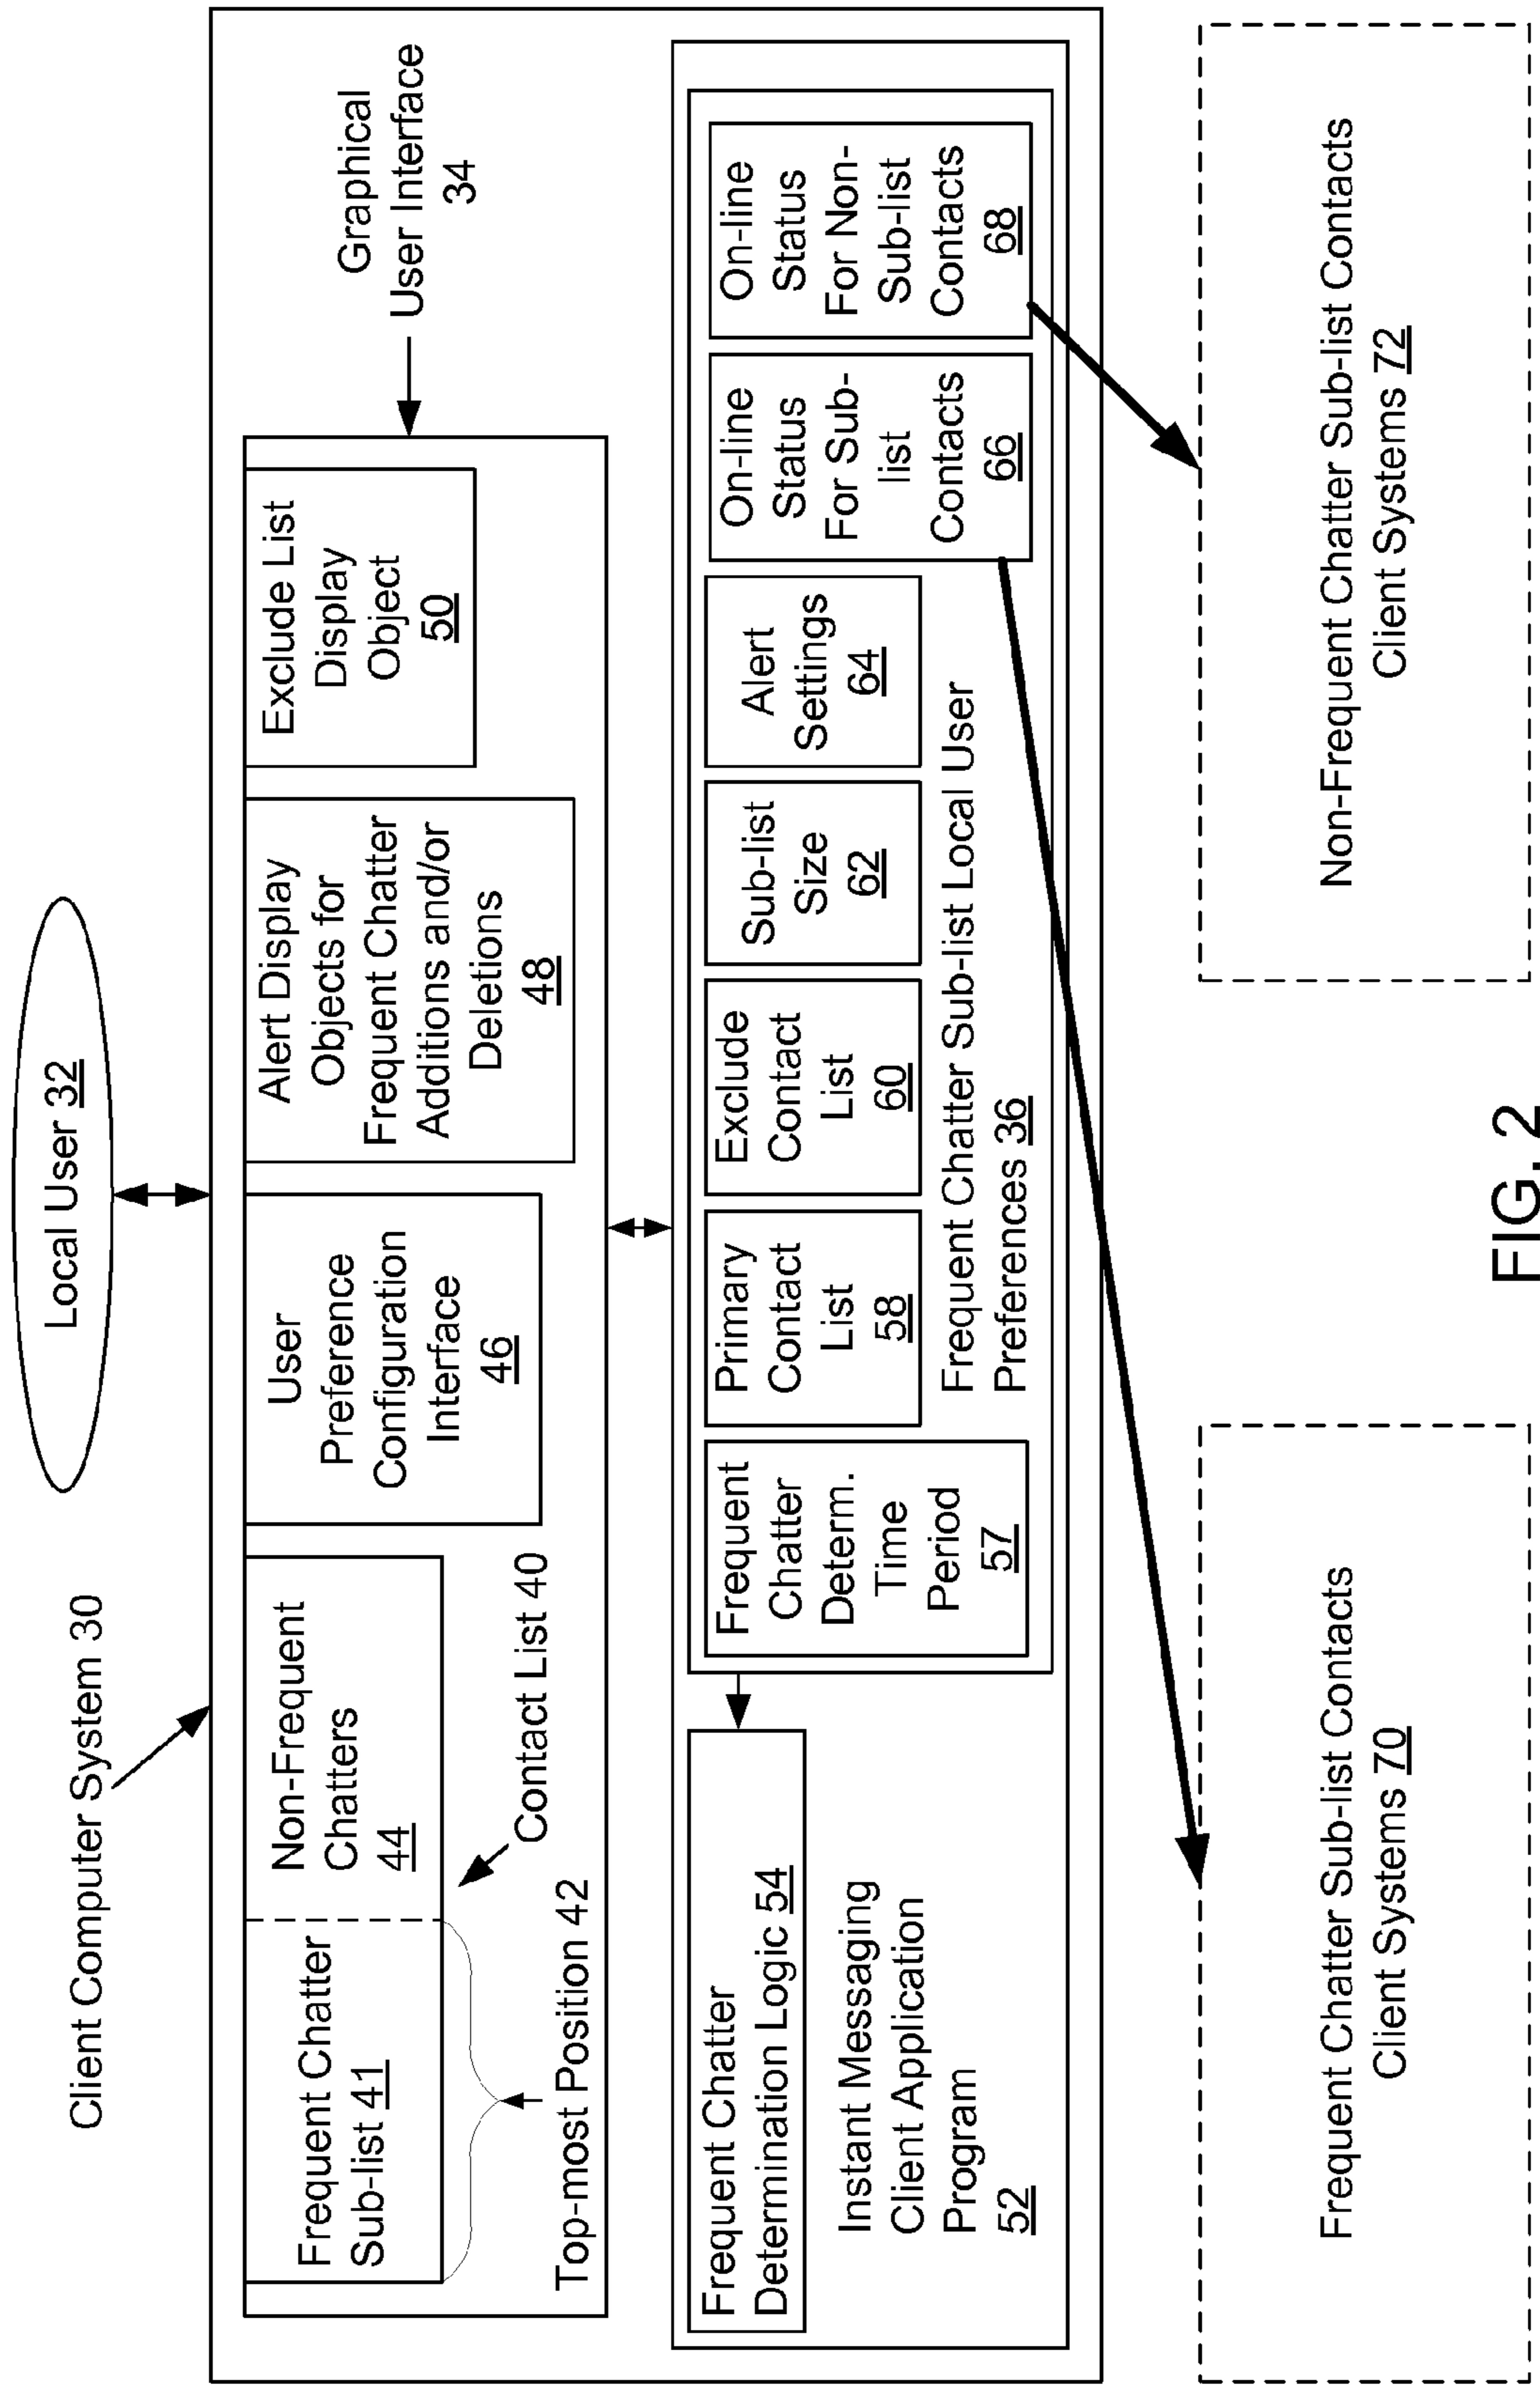 Local User 32
Client Computer System 30
Frequent Chatter
Sub-list 41
Non-Frequent
Chatters
44
Top-most Position 42
Contact List 40
User
Preference
Configuration
Interface
46
Alert Display
Objects for
Frequent Chatter
Additions and/or
Deletions
48
Exclude List
Display
Object
50
Graphical
User Interface
34
Frequent Chatter
Determination Logic 54
Instant Messaging
Client Application
Program
52
Frequent
Chatter
Determ.
Time
Period
57
Primary
Contact
List
58
Exclude
Contact
List
60
Sub-list
Size
62
Alert
Settings
64
On-line
Status
For Sub-
list
Contacts
66
On-line
Status
For Non-
Sub-list
Contacts
68
Frequent Chatter Sub-list Local User
Preferences 36
Frequent Chatter Sub-list Contacts
Client Systems 70
Non-Frequent Chatter Sub-list Contacts
Client Systems 72
FIG. 2